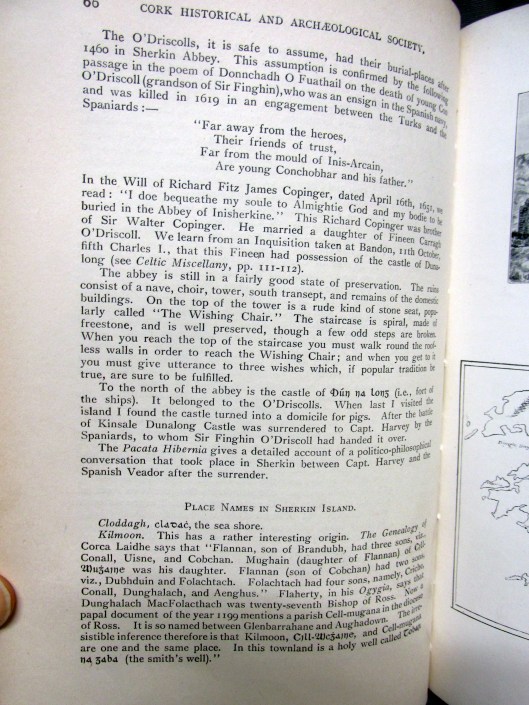 66
CORK HISTORICAL AND ARCHÆOLOGICAL SOCIETY,
The O'Driscolls, it is safe to assume, had their burial-places after
1460 in Sherkin Abbey. This assumption is confirmed by the following
passage in the poem of Donnchadh O Fuathail on the death of young Con
O'Driscoll (grandson of Sir Finghin), who was an ensign in the Spanish navy,
and was killed in 1619 in an engagement between the Turks and the
Spaniards :—
"Far away from the heroes,
Their friends of trust,
Far from the mould of Inis-Arcain,
Are young Conchobhar and his father."
In the Will of Richard Fitz James Copinger, dated April 16th, 1651, we
read : "I doe bequeathe my soule to Almightie God and my bodie to be
buried in the Abbey of Inisherkine." This Richard Copinger was brother
of Sir Walter Copinger. He married a daughter of Fineen Carragh
O'Driscoll. We learn from an Inquisition taken at Bandon, 11th October,
fifth Charles I., that this Fineen had possession of the castle of Duna-
long (see Celtic Miscellany, pp. 111-112).
The abbey is still in a fairly good state of preservation. The ruins
consist of a nave, choir, tower, south transept, and remains of the domestic
buildings. On the top of the tower is a rude kind of stone seat, popu-
larly called "The Wishing Chair." The staircase is spiral, made of
freestone, and is well preserved, though a few odd steps are broken.
When you reach the top of the staircase you must walk round the roof-
less walls in order to reach the Wishing Chair; and when you get to it
you must give utterance to three wishes which, if popular tradition be
true, are sure to be fulfilled.
To the north of the abbey is the castle of Dún na long (i.e., fort of
the ships). It belonged to the O'Driscolls. When last I visited the
island I found the castle turned into a domicile for pigs. After the battle
of Kinsale Dunalong Castle was surrendered to Capt. Harvey by the
Spaniards, to whom Sir Finghin O'Driscoll had handed it over.
The Pacata Hibernia gives a detailed account of a politico-philosophical
conversation that took place in Sherkin between Capt. Harvey and the
Spanish Veador after the surrender.
PLACE NAMES IN SHERKIN ISLAND.
Cloddagh, claḋaċ, the sea shore.
Kilmoon. This has a rather interesting origin. The Genealogy of
Corca Laidhe says that "Flannan, son of Brandubh, had three sons, viz.,
Conall, Uisne, and Cobchan. Mughain (daughter of Flannan) of Cill-
Muġaine was his daughter. Flannan (son of Cobchan) had two sons,
viz., Dubhduin and Folachtach. Folachtach had four sons, namely, Cricho,
Conall, Dunghalach, and Aenghus." Flaherty, in his Ogygia, says that
Dunghalach MacFolacthach was twenty-seventh Bishop of Ross. Now a
papal document of the year 1199 mentions a parish Cell-mugana in the diocese
of Ross. It is so named between Glenbarrahane and Aughadown. The irre-
sistible inference therefore is that Kilmoon, Cill-Muġaine, and Cell-mugana
are one and the same place. In this townland is a holy well called Tobar
na gaba (the smith's well)."